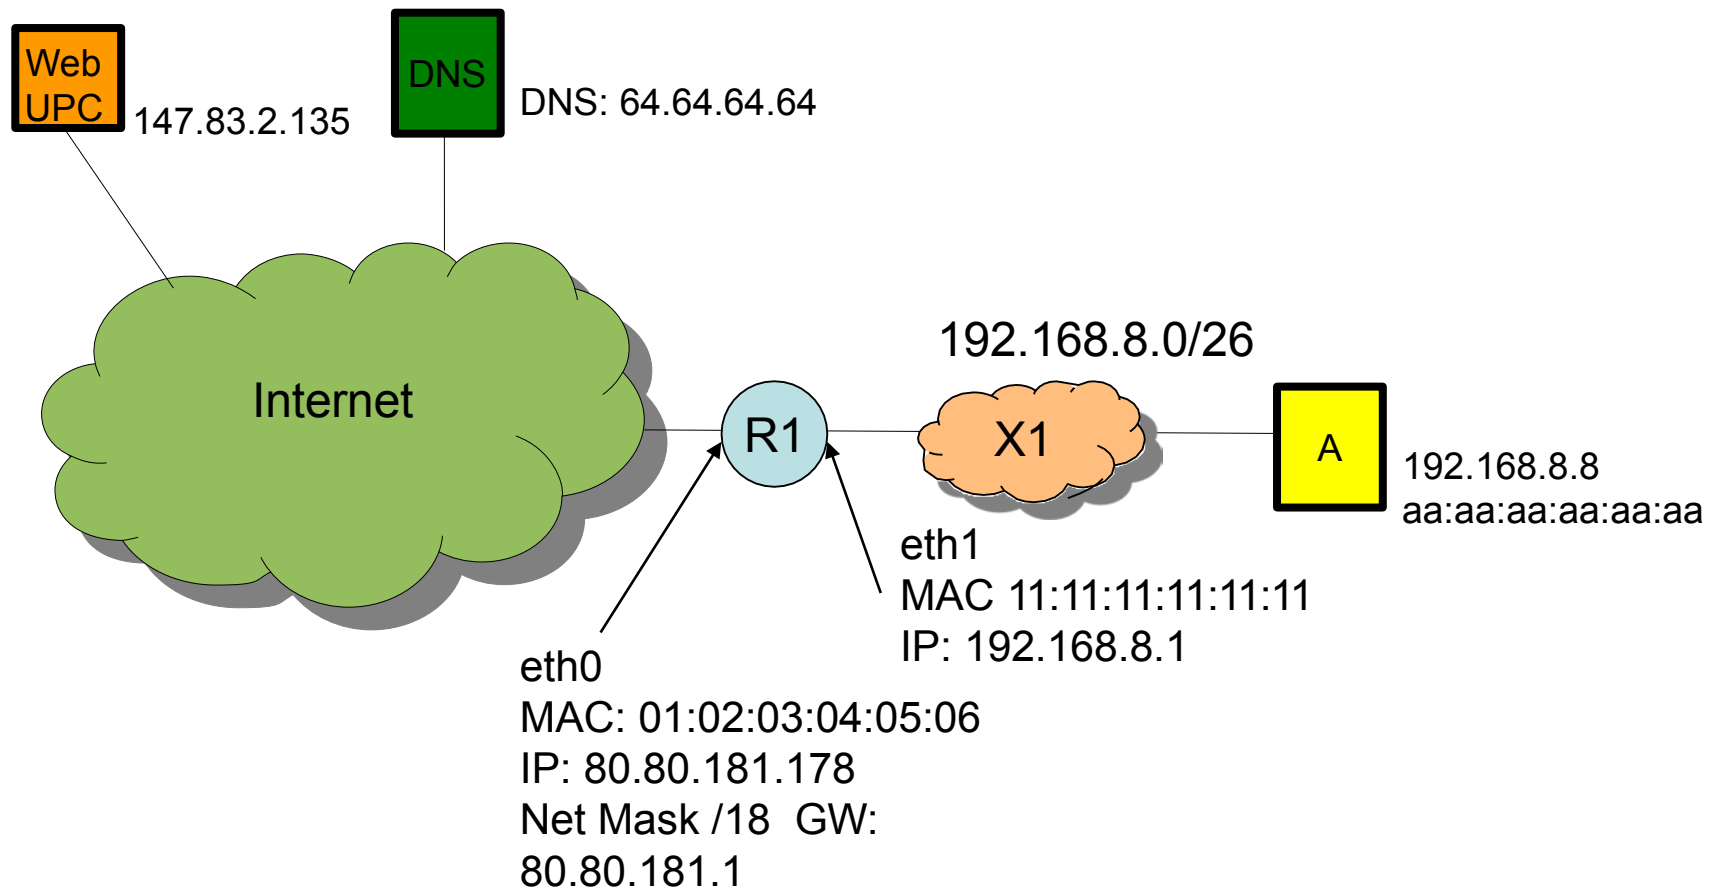 Web
UPC
147.83.2.135
DNS
DNS: 64.64.64.64
Internet
192.168.8.0/26
R1
X1
A
192.168.8.8
aa:aa:aa:aa:aa:aa
eth1
MAC 11:11:11:11:11:11
IP: 192.168.8.1
eth0
MAC: 01:02:03:04:05:06
IP: 80.80.181.178
Net Mask /18 GW:
80.80.181.1